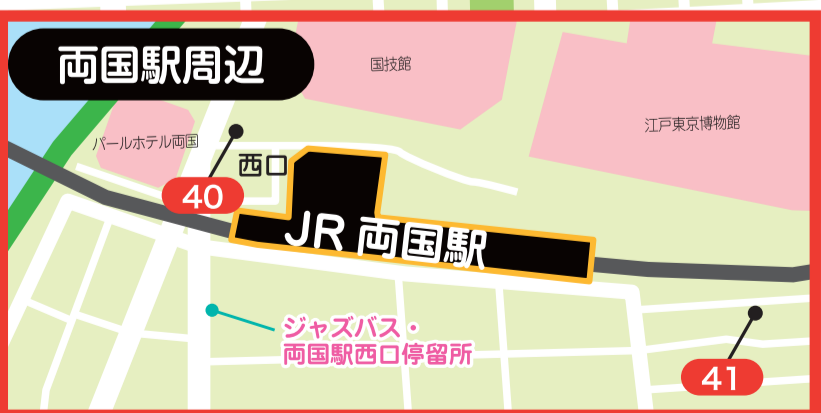 両国駅周辺
国技館
江戸東京博物館
パールホテル両国
西口
40
JR 両国駅
ジャズバス・
両国駅西口停留所
41